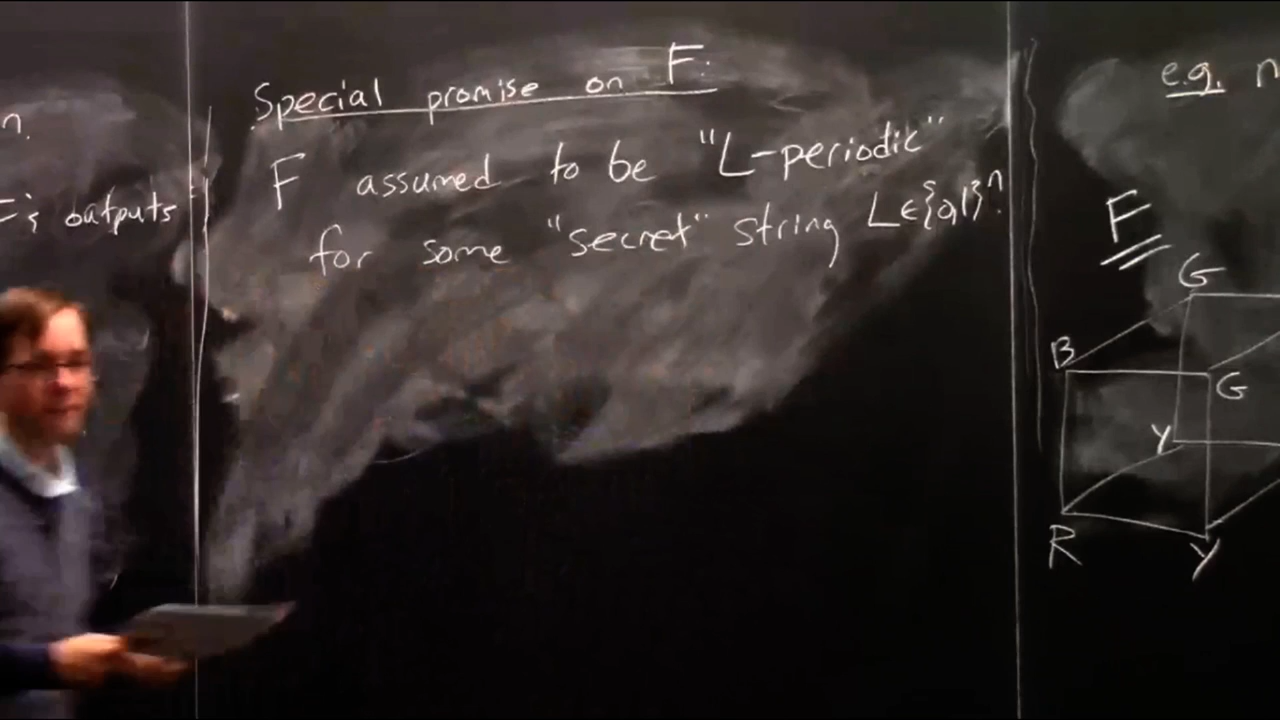 n.
F's outputs
Special promise on F:
F assumed to be "L-periodic"
for some "secret" string L∈{0,1}ⁿ.
e.g. n
F
G
B
G
Y
R
Y